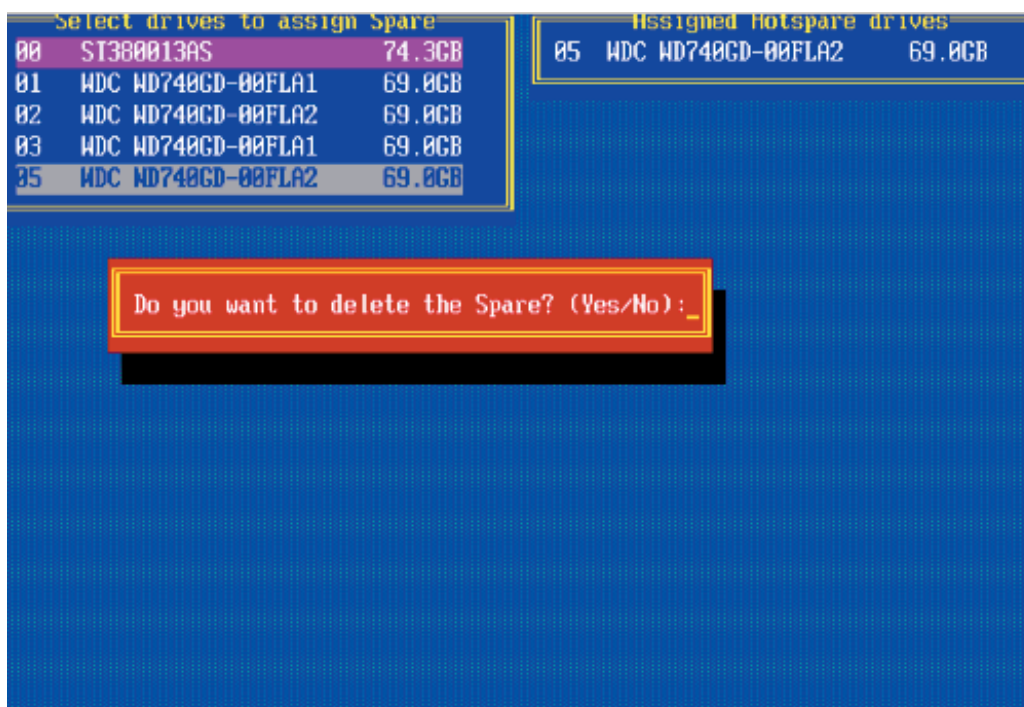 Select drives to assign Spare
00 ST380013AS 74.3GB
01 WDC WD740GD-00FLA1 69.0GB
02 WDC WD740GD-00FLA2 69.0GB
03 WDC WD740GD-00FLA1 69.0GB
05 WDC WD740GD-00FLA2 69.0GB
Assigned Hotspare drives
05 WDC WD740GD-00FLA2 69.0GB
Do you want to delete the Spare? (Yes/No):_